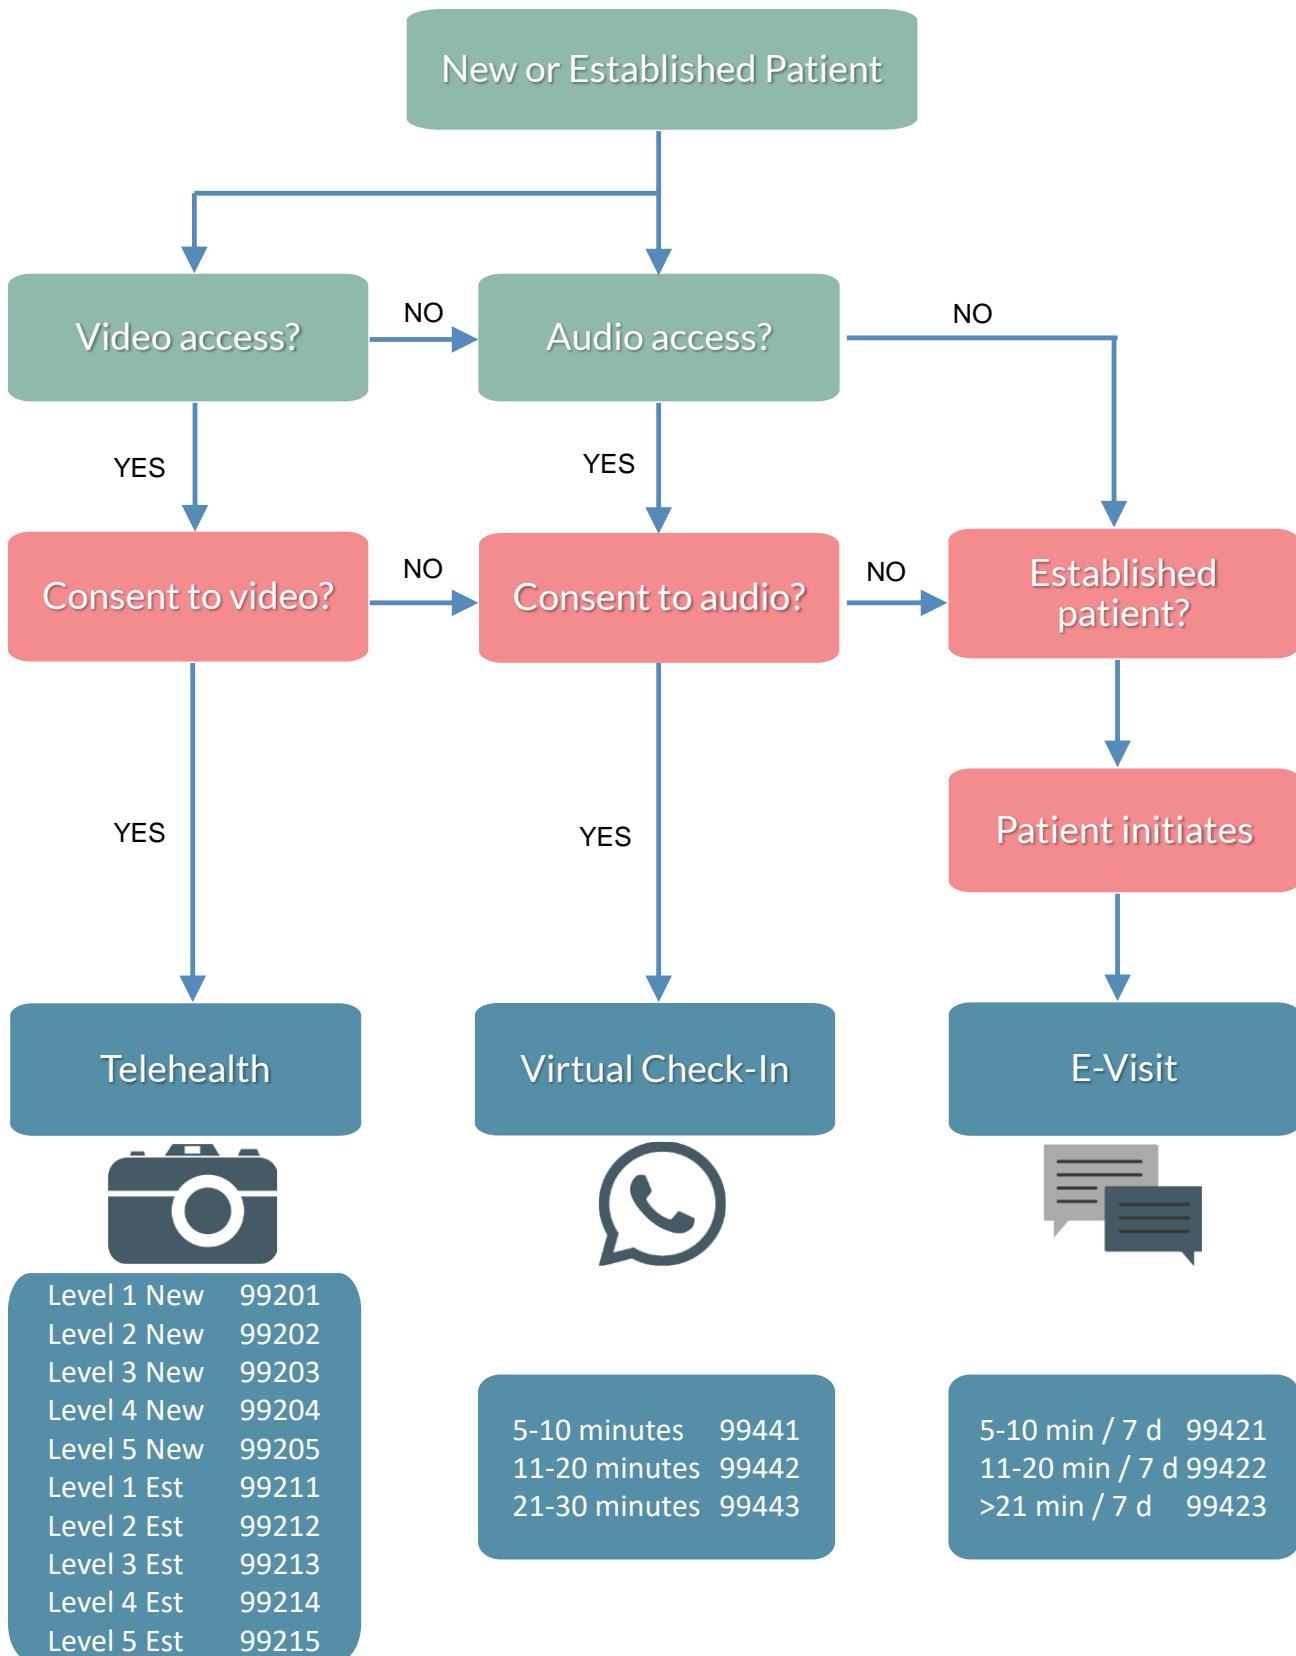 New or Established Patient
Video access?
NO
Audio access?
NO
YES
YES
Consent to video?
NO
Consent to audio?
NO
Established
patient?
Patient initiates
YES
YES
Telehealth
Virtual Check-In
E-Visit
Level 1 New 99201
Level 2 New 99202
Level 3 New 99203
Level 4 New 99204
Level 5 New 99205
Level 1 Est 99211
Level 2 Est 99212
Level 3 Est 99213
Level 4 Est 99214
Level 5 Est 99215
5-10 minutes 99441
11-20 minutes 99442
21-30 minutes 99443
5-10 min / 7 d 99421
11-20 min / 7 d 99422
>21 min / 7 d 99423